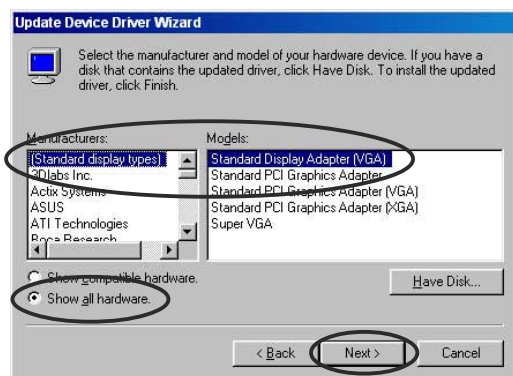 Update Device Driver Wizard
Select the manufacturer and model of your hardware device. If you have a
disk that contains the updated driver, click Have Disk. To install the updated
driver, click Finish.
Manufacturers:
(Standard display types)
3Dlabs Inc.
Actix Systems
ASUS
ATI Technologies
Boca Research
Models:
Standard Display Adapter (VGA)
Standard PCI Graphics Adapter
Standard PCI Graphics Adapter (VGA)
Standard PCI Graphics Adapter (XGA)
Super VGA
Show compatible hardware.
Show all hardware.
Have Disk...
< Back
Next >
Cancel